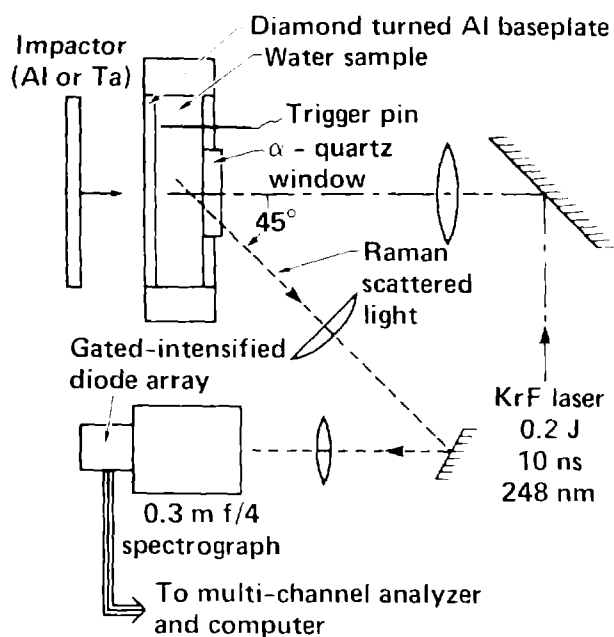 Diamond turned Al baseplate
Impactor
(Al or Ta)
Water sample
Trigger pin
α - quartz
window
45°
Raman
scattered
light
Gated-intensified
diode array
KrF laser
0.2 J
10 ns
248 nm
0.3 m f/4
spectrograph
To multi-channel analyzer
and computer